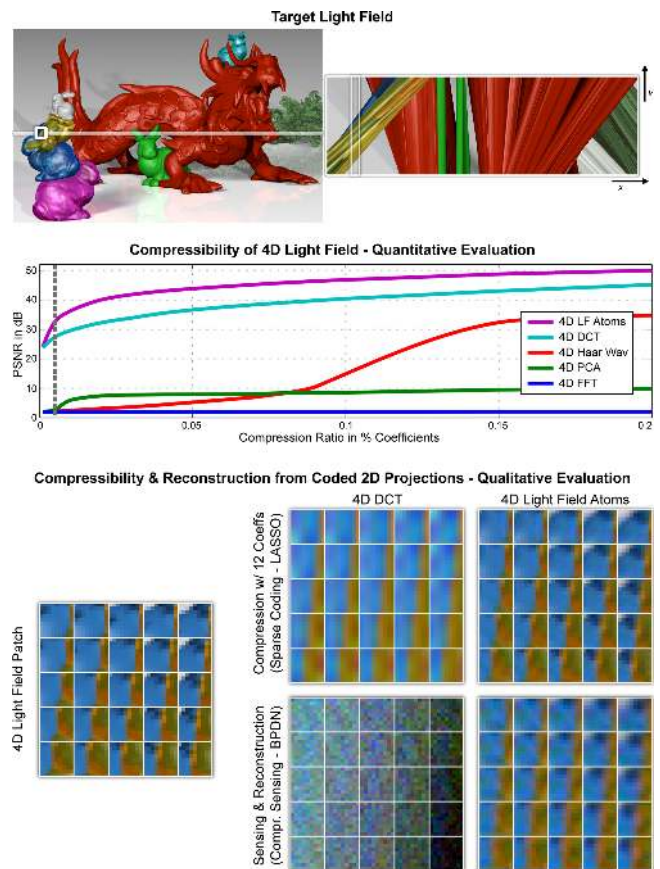 Target Light Field
v
x
Compressibility of 4D Light Field - Quantitative Evaluation
PSNR in dB
50
40
30
20
10
0
4D LF Atoms
4D DCT
4D Haar Wav
4D PCA
4D FFT
0 0.05 0.1 0.15 0.2
Compression Ratio in % Coefficients
Compressibility & Reconstruction from Coded 2D Projections - Qualitative Evaluation
4D DCT 4D Light Field Atoms
4D Light Field Patch
Compression w/ 12 Coeffs
(Sparse Coding - LASSO)
Sensing & Reconstruction
(Compr. Sensing - BPDN)